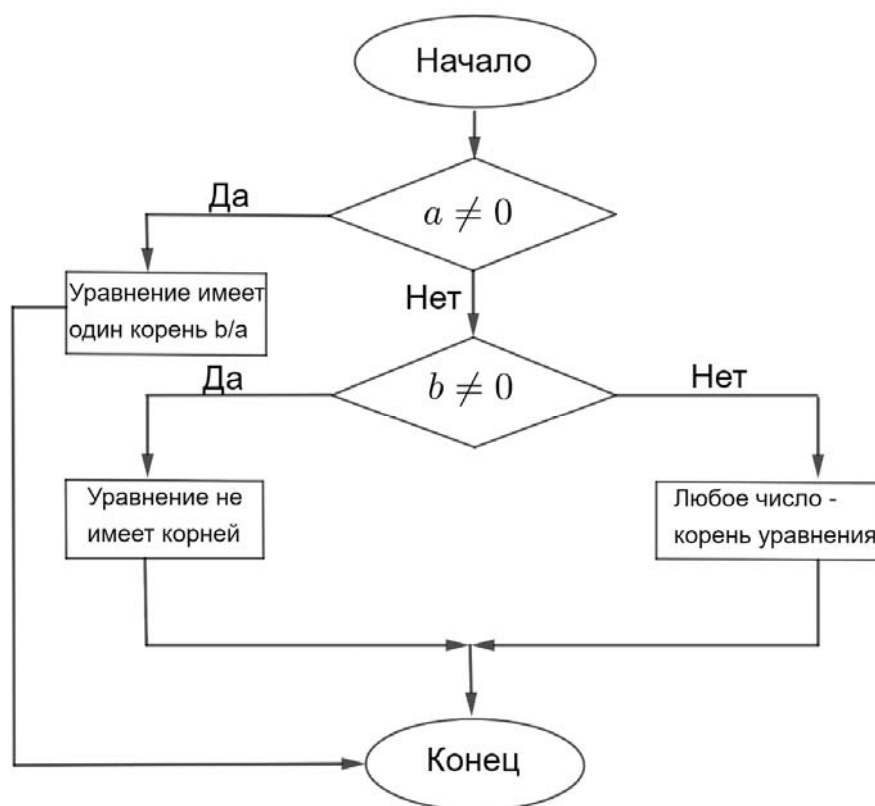 Начало
Да
a ≠ 0
Уравнение имеет
один корень b/a
Нет
Да
b ≠ 0
Нет
Уравнение не
имеет корней
Любое число -
корень уравнения
Конец